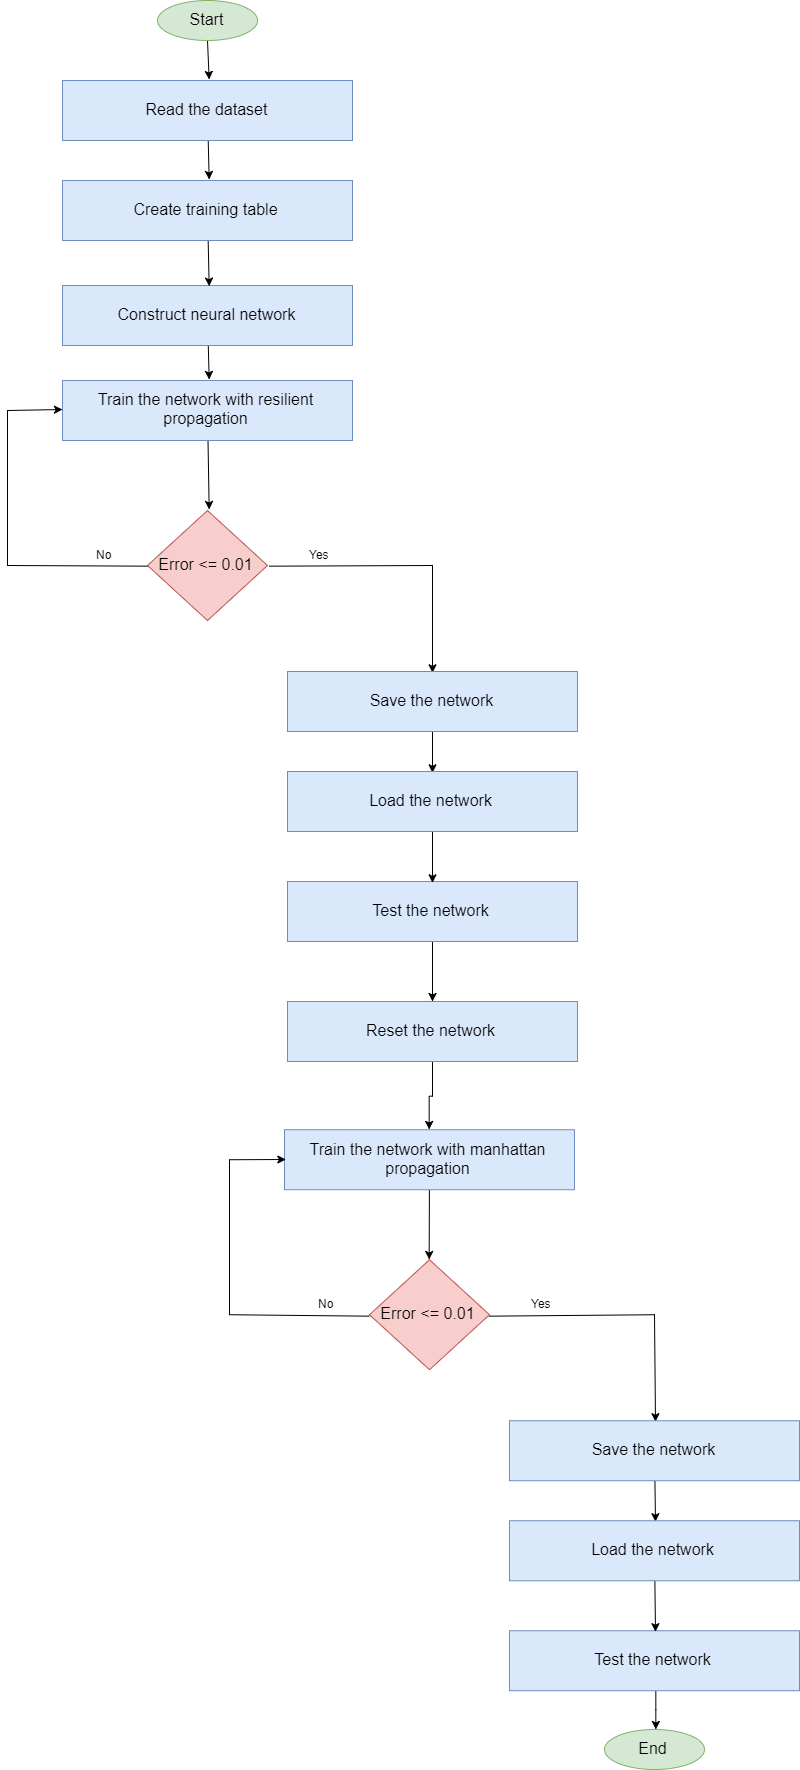 Start
Read the dataset
Create training table
Construct neural network
Train the network with resilient
propagation
Error <= 0.01
No
Yes
Save the network
Load the network
Test the network
Reset the network
Train the network with manhattan
propagation
Error <= 0.01
No
Yes
Save the network
Load the network
Test the network
End